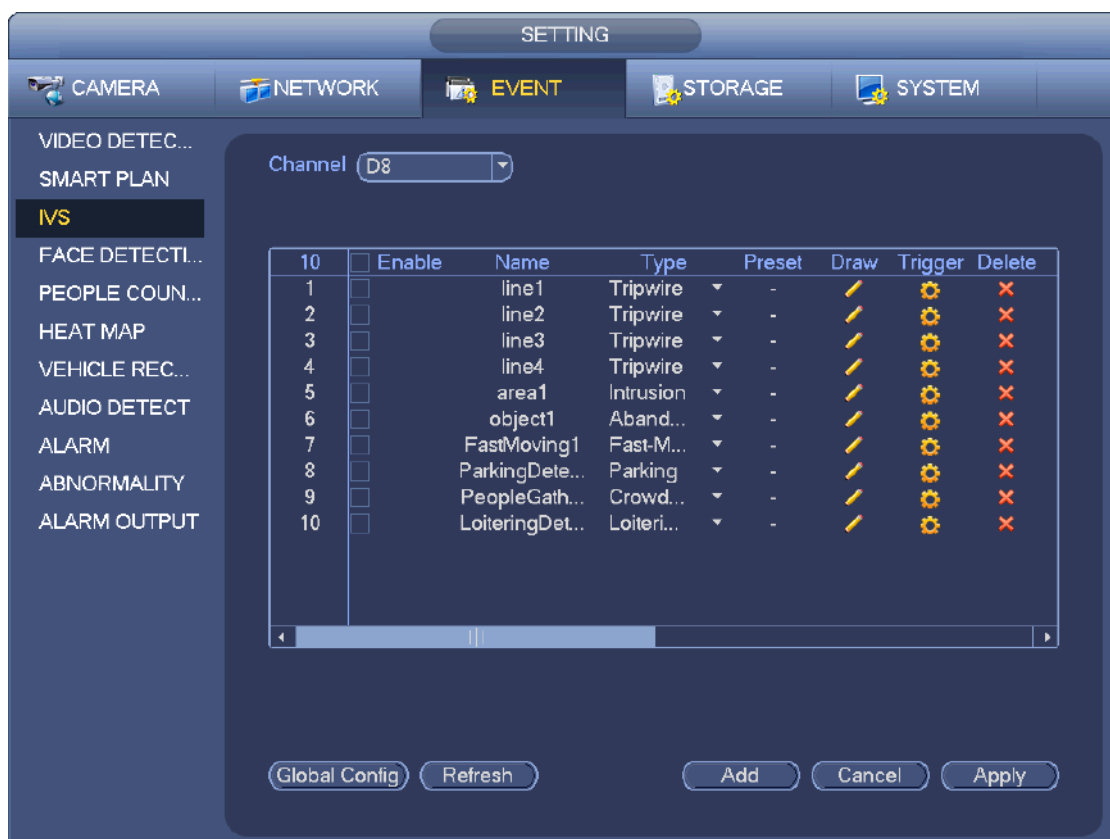 SETTING
CAMERA NETWORK EVENT STORAGE SYSTEM
VIDEO DETEC...
SMART PLAN
IVS
FACE DETECTI...
PEOPLE COUN...
HEAT MAP
VEHICLE REC...
AUDIO DETECT
ALARM
ABNORMALITY
ALARM OUTPUT
Channel D8
10 Enable Name Type Preset Draw Trigger Delete
1 line1 Tripwire -
2 line2 Tripwire -
3 line3 Tripwire -
4 line4 Tripwire -
5 area1 Intrusion -
6 object1 Aband... -
7 FastMoving1 Fast-M... -
8 ParkingDete... Parking -
9 PeopleGath... Crowd... -
10 LoiteringDet... Loiteri... -
Global Config Refresh Add Cancel Apply